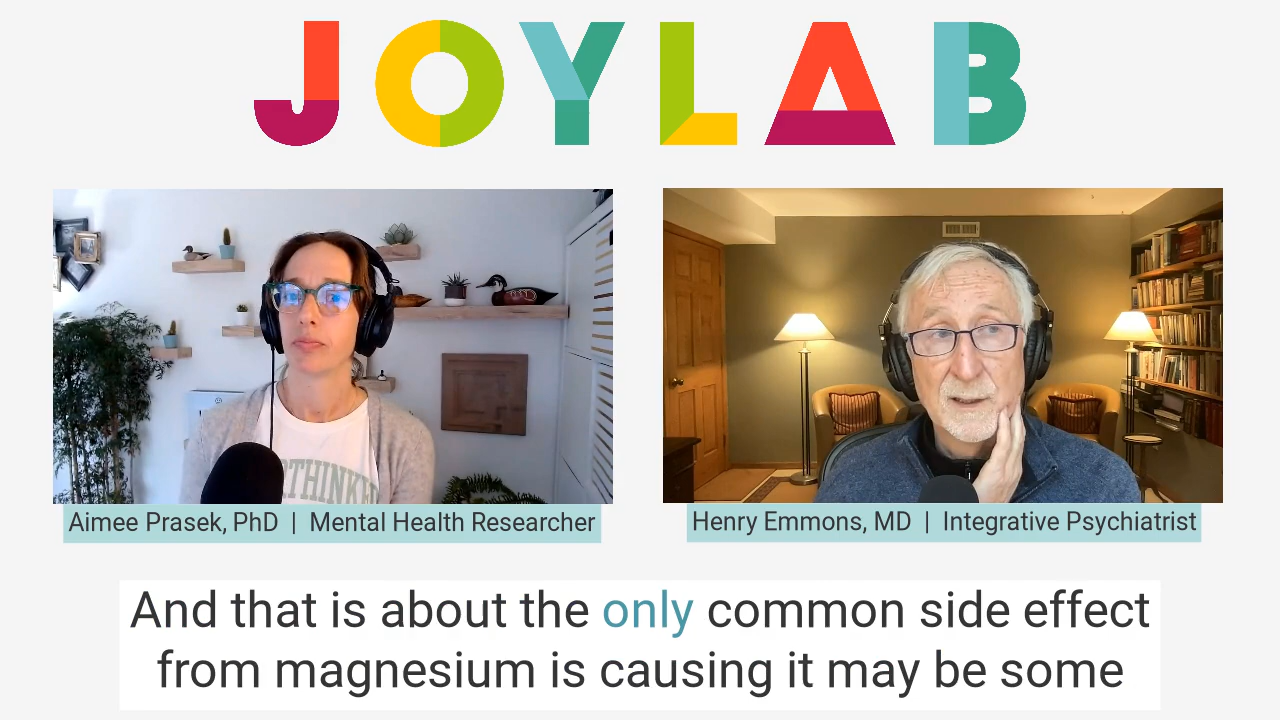 JOYLAB
Aimee Prasek, PhD | Mental Health Researcher
Henry Emmons, MD | Integrative Psychiatrist
And that is about the only common side effect
from magnesium is causing it may be some